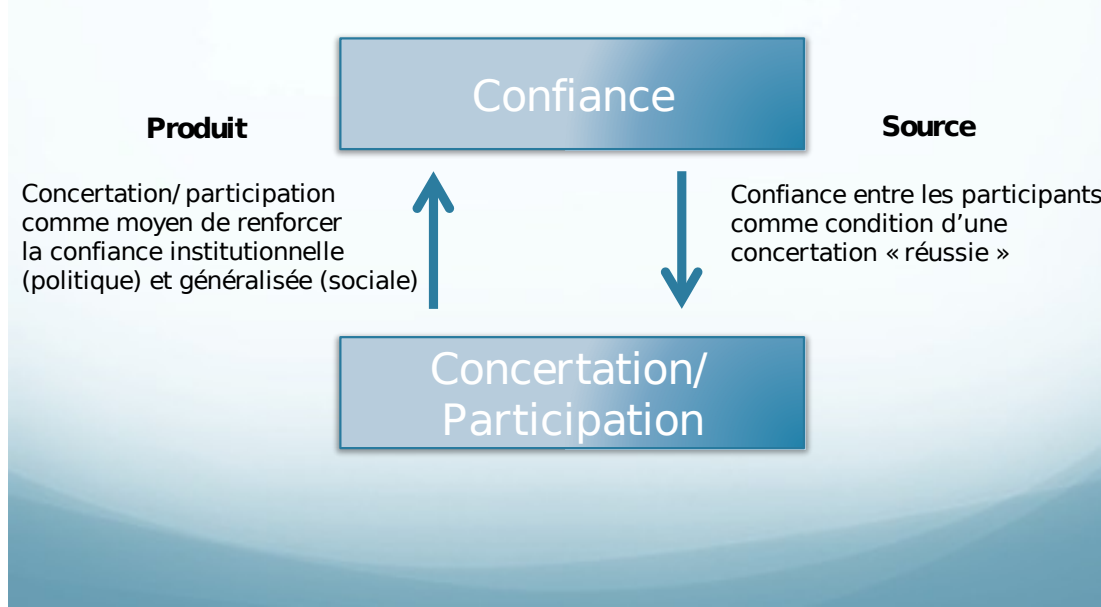 Confiance
Produit
Concertation/ participation
comme moyen de renforcer
la confiance institutionnelle
(politique) et généralisée (sociale)
Source
Confiance entre les participants
comme condition d’une
concertation « réussie »
Concertation/
Participation